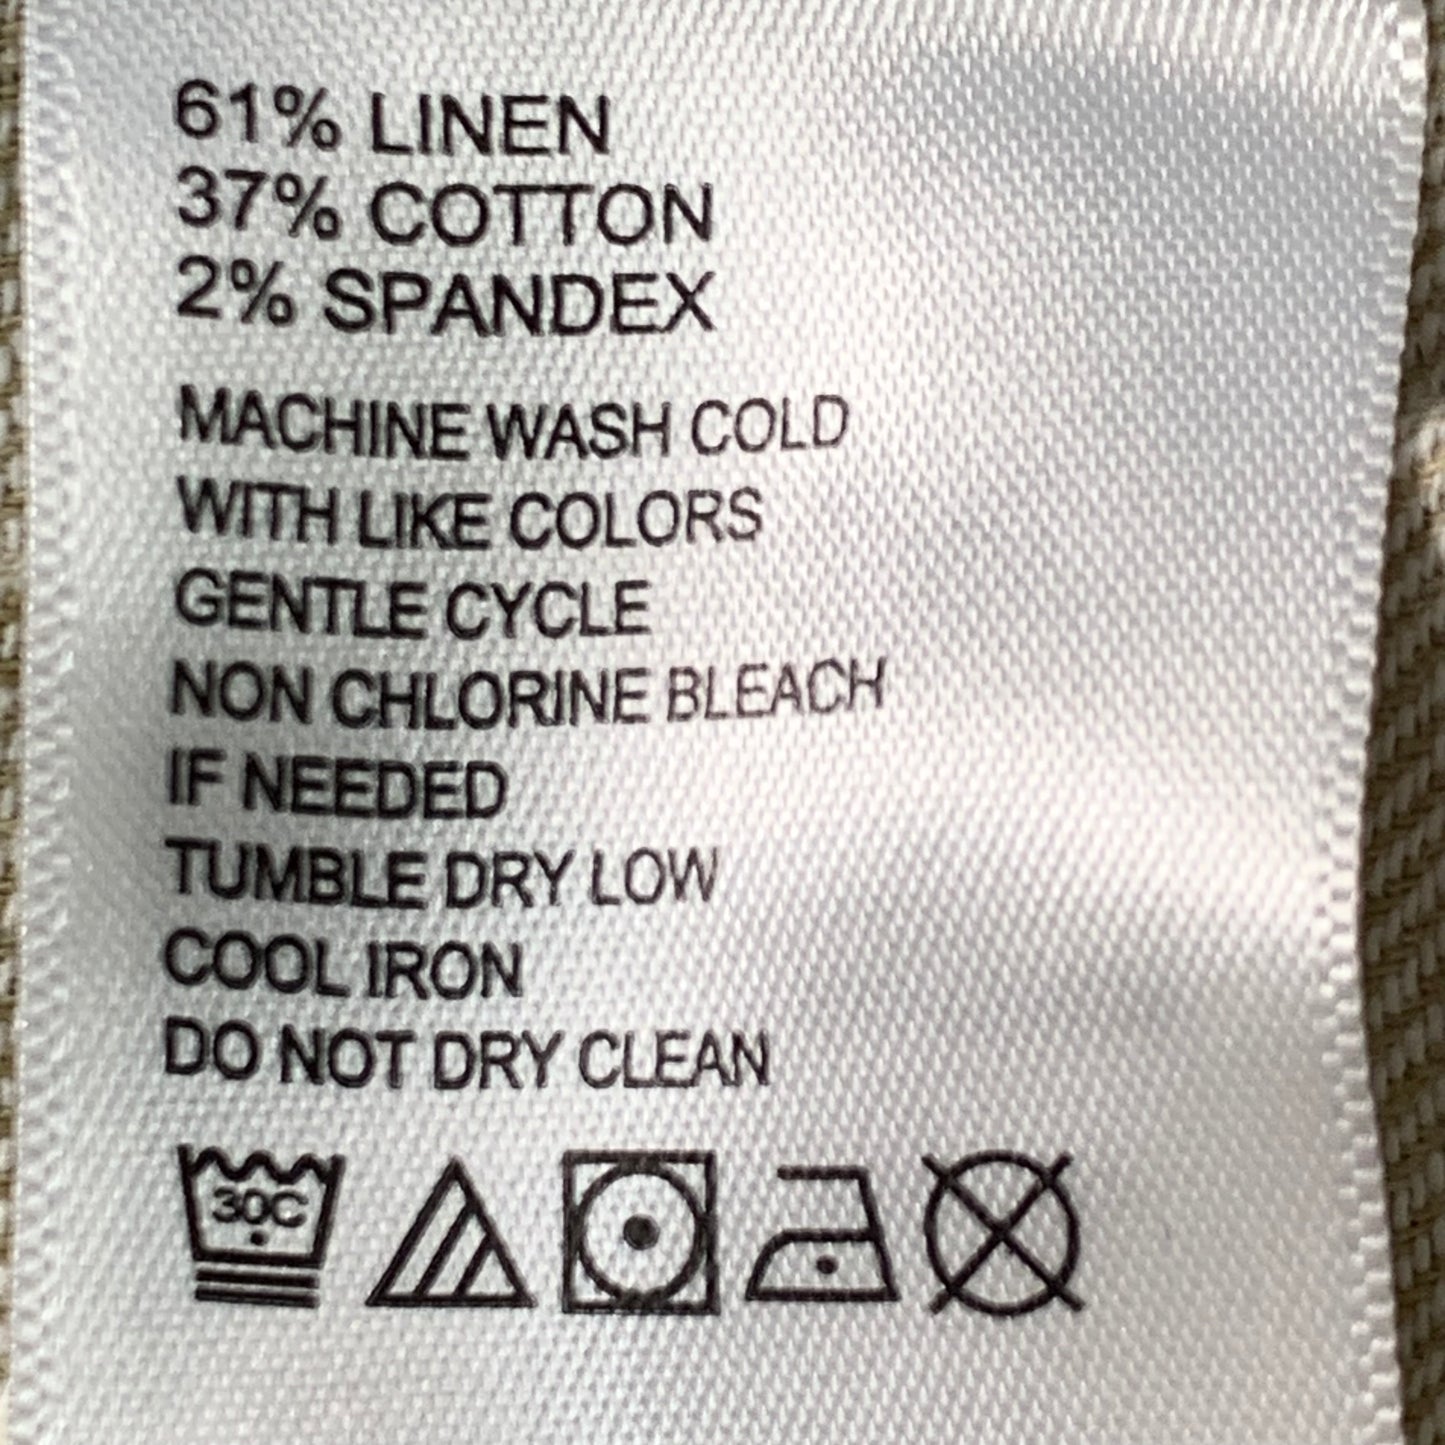 61% LINEN
37% COTTON
2% SPANDEX
MACHINE WASH COLD
WITH LIKE COLORS
GENTLE CYCLE
NON CHLORINE BLEACH
IF NEEDED
TUMBLE DRY LOW
COOL IRON
DO NOT DRY CLEAN
30C